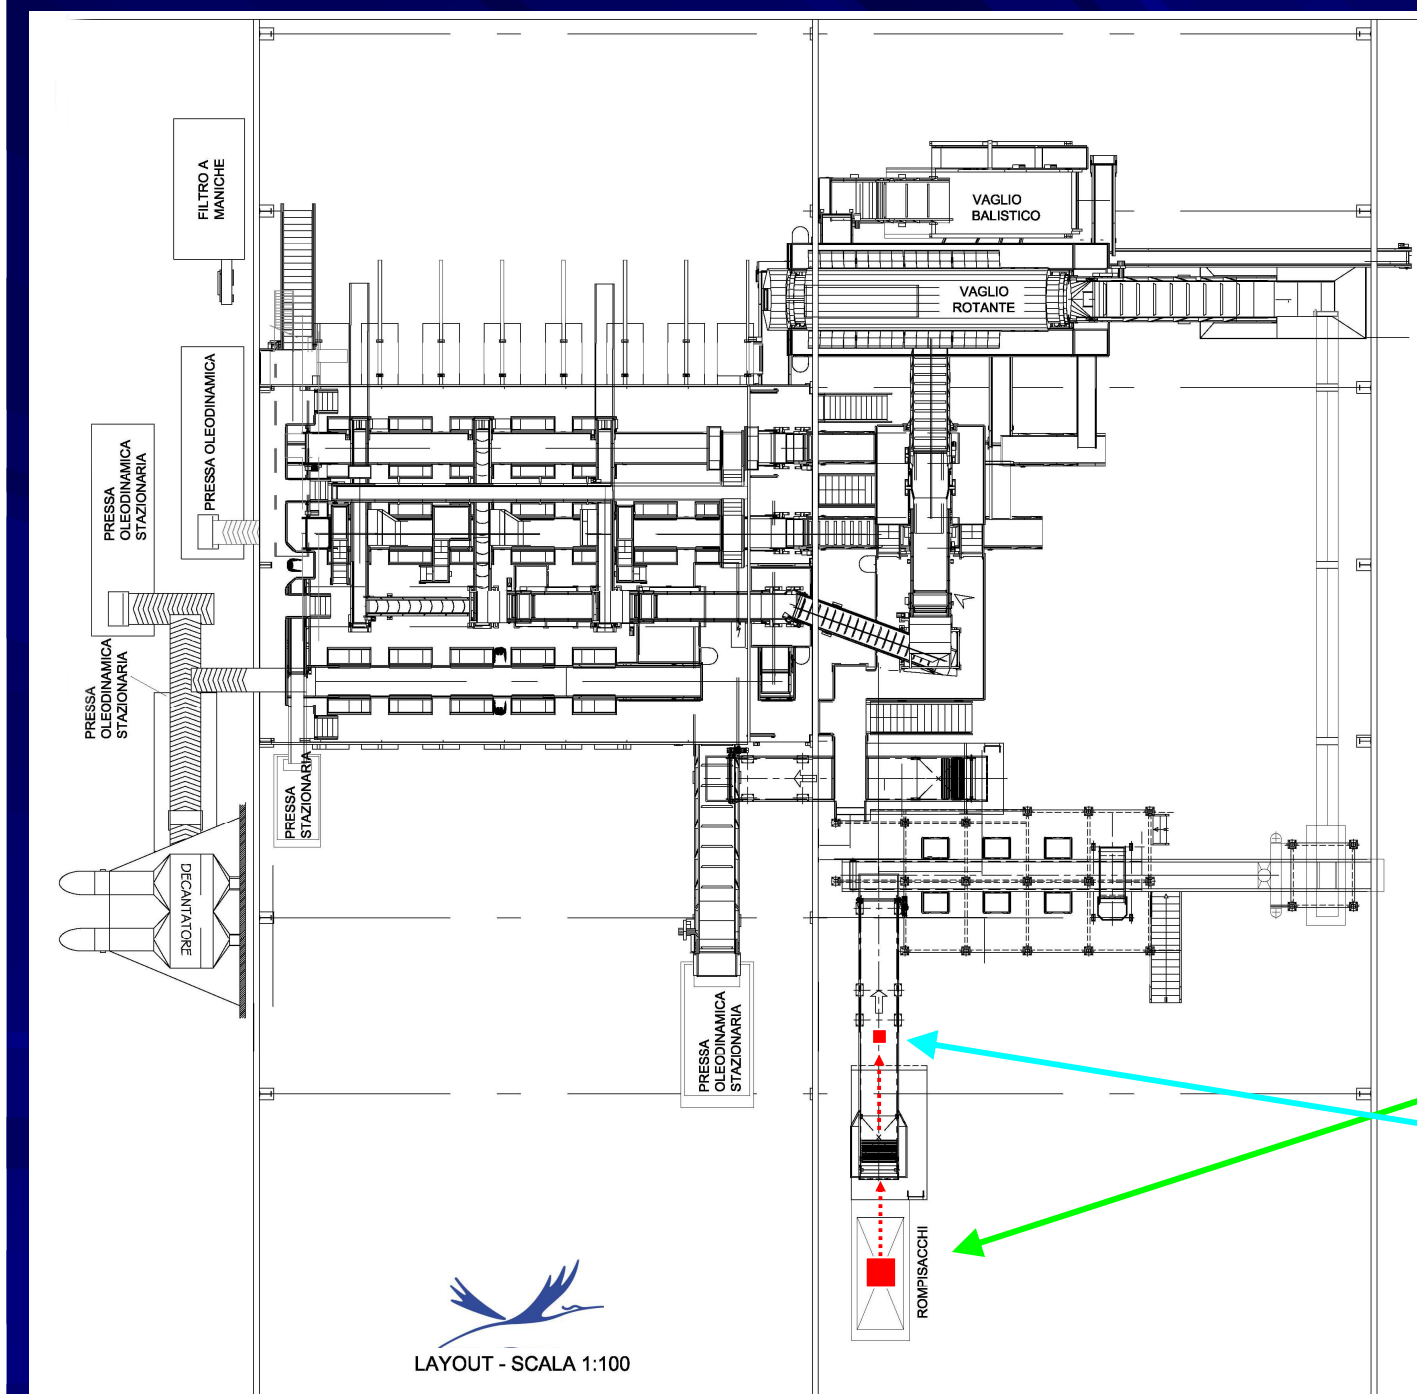 FILTRO A
MANICHE
VAGLIO
BALISTICO
VAGLIO
ROTANTE
PRESSA OLEODINAMICA
PRESSA
OLEODINAMICA
STAZIONARIA
PRESSA
OLEODINAMICA
STAZIONARIA
PRESSA
STAZIONARIA
DECANTATORE
PRESSA
OLEODINAMICA
STAZIONARIA
ROMPISACCHI
LAYOUT - SCALA 1:100